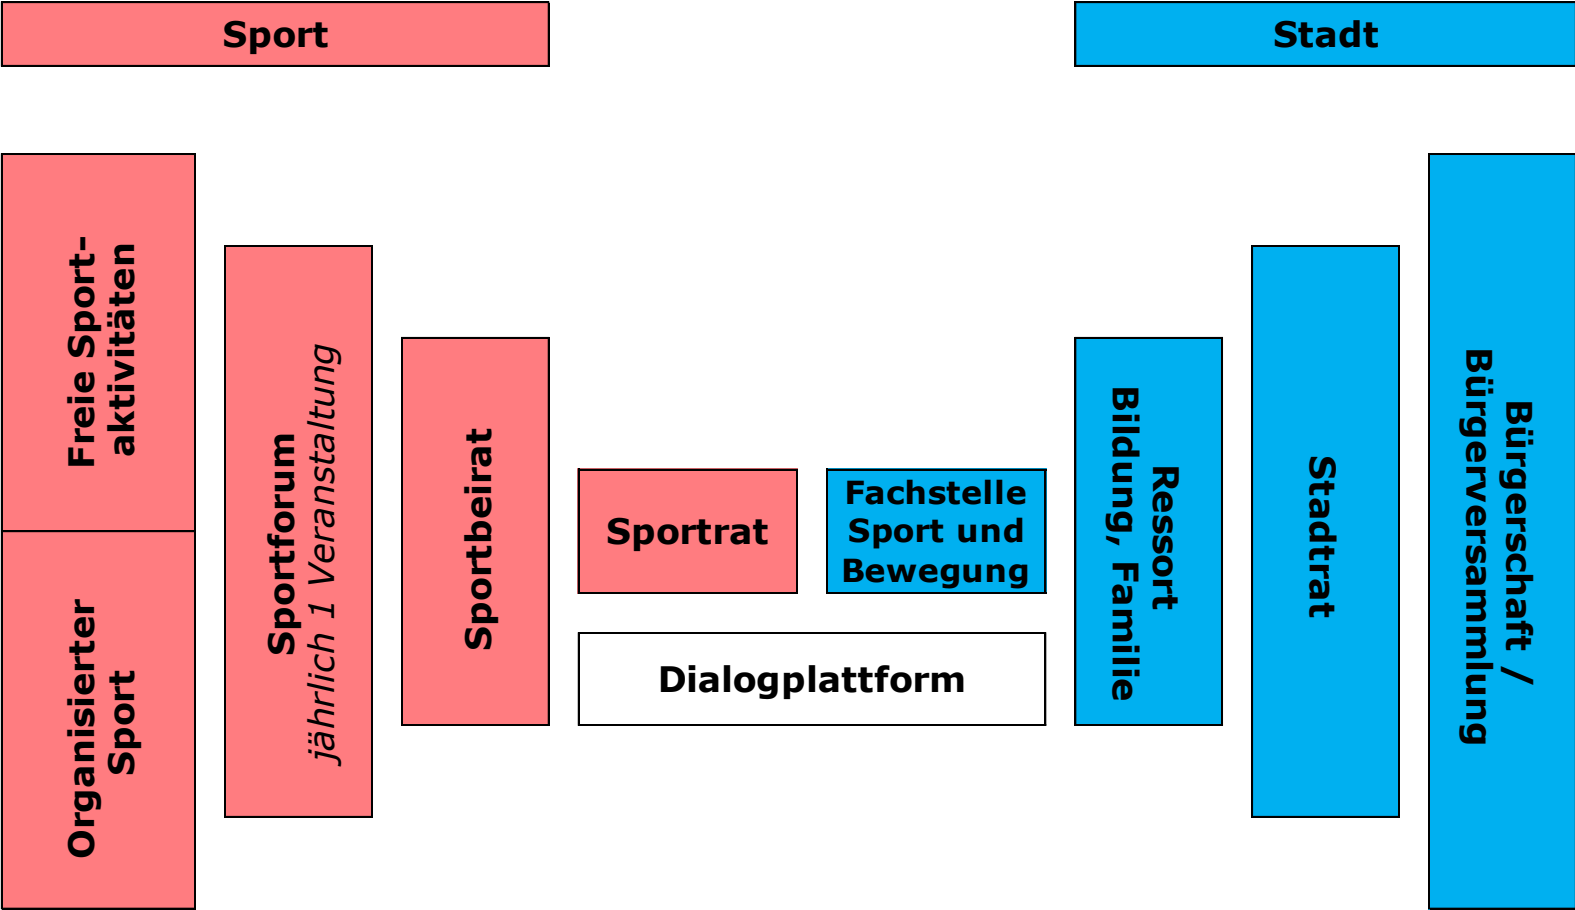 Sport
Stadt
Freie Sport-
aktivitäten
Organisierter
Sport
Sportforum
jährlich 1 Veranstaltung
Sportbeirat
Sportrat
Fachstelle
Sport und
Bewegung
Dialogplattform
Ressort
Bildung, Familie
Stadtrat
Bürgerschaft /
Bürgerversammlung